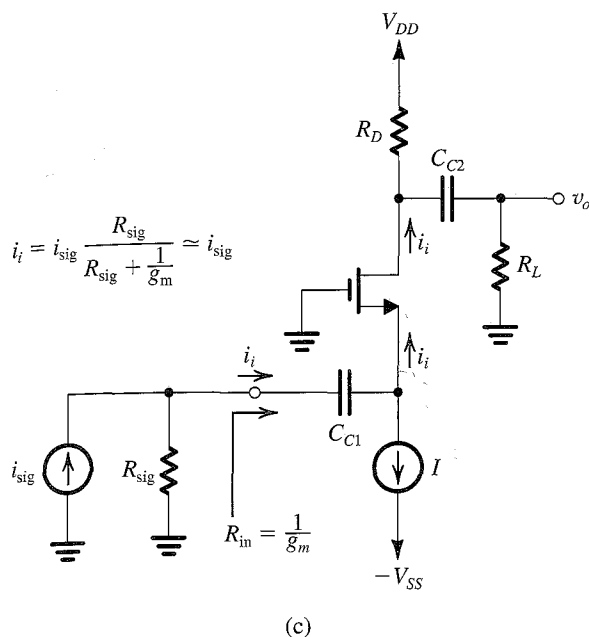 V_DD
R_D
C_C2
v_o
i_i = i_sig R_sig / (R_sig + 1/g_m) ≃ i_sig
i_i
R_L
i_i
i_i
C_C1
i_sig
R_sig
I
R_in = 1/g_m
−V_SS
(c)